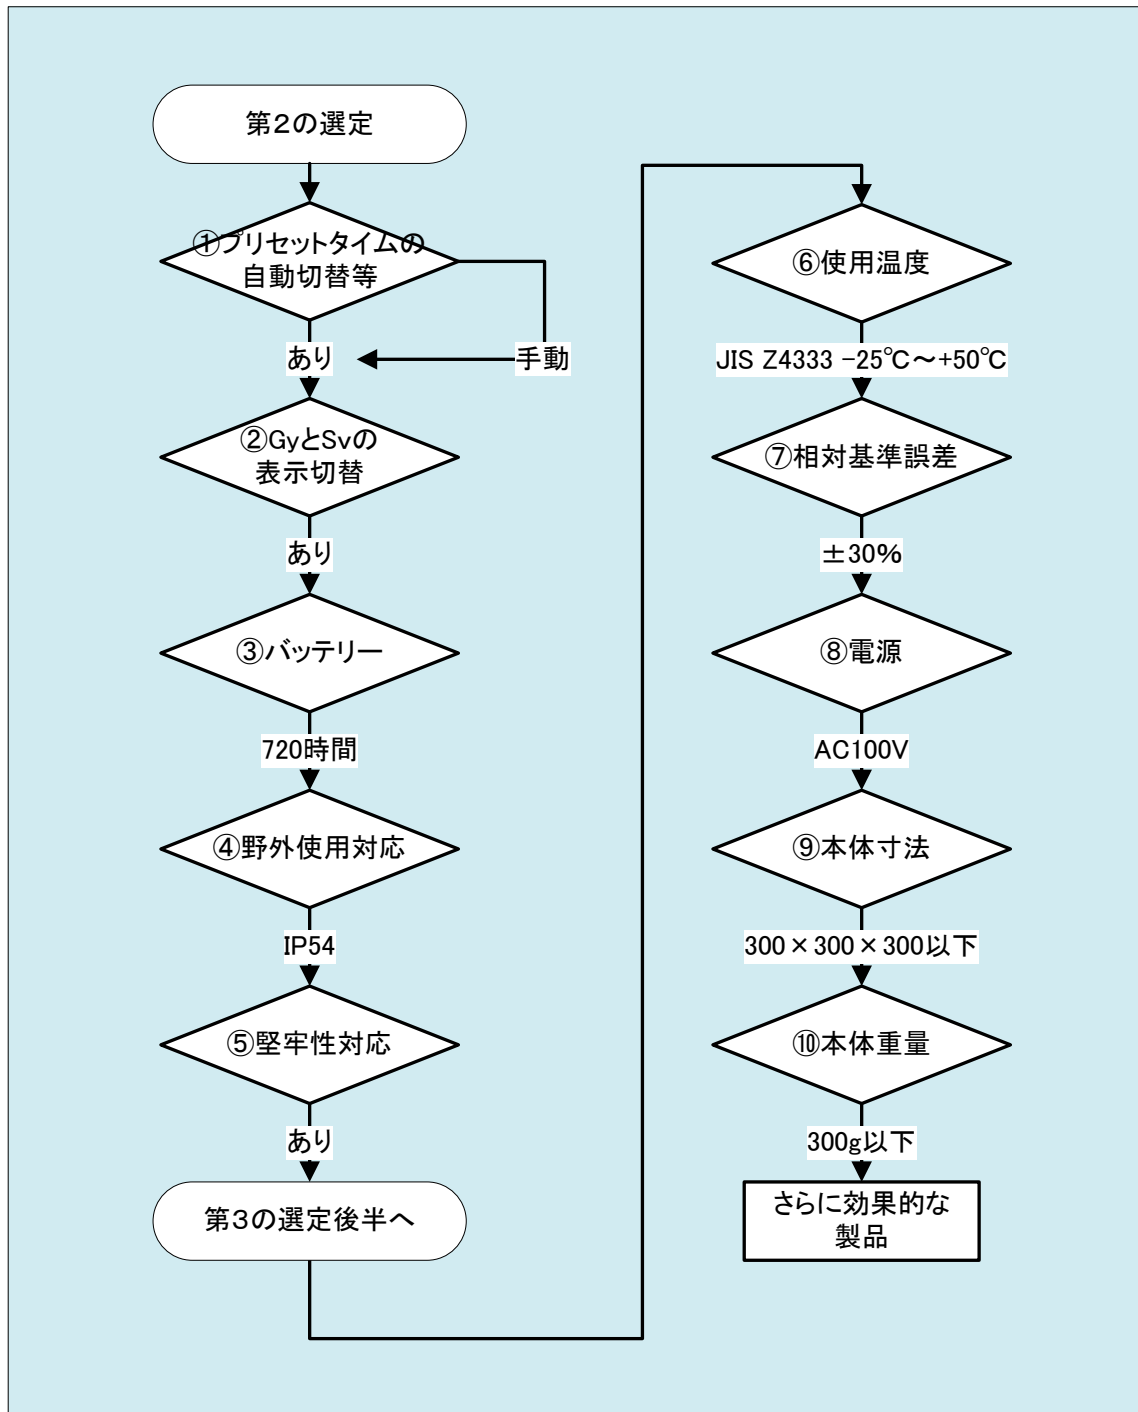 第2の選定
①プリセットタイムの
自動切替等
あり
手動
②GyとSvの
表示切替
あり
③バッテリー
720時間
④野外使用対応
IP54
⑤堅牢性対応
あり
第3の選定後半へ
⑥使用温度
JIS Z4333 −25℃～+50℃
⑦相対基準誤差
±30%
⑧電源
AC100V
⑨本体寸法
300×300×300以下
⑩本体重量
300g以下
さらに効果的な
製品